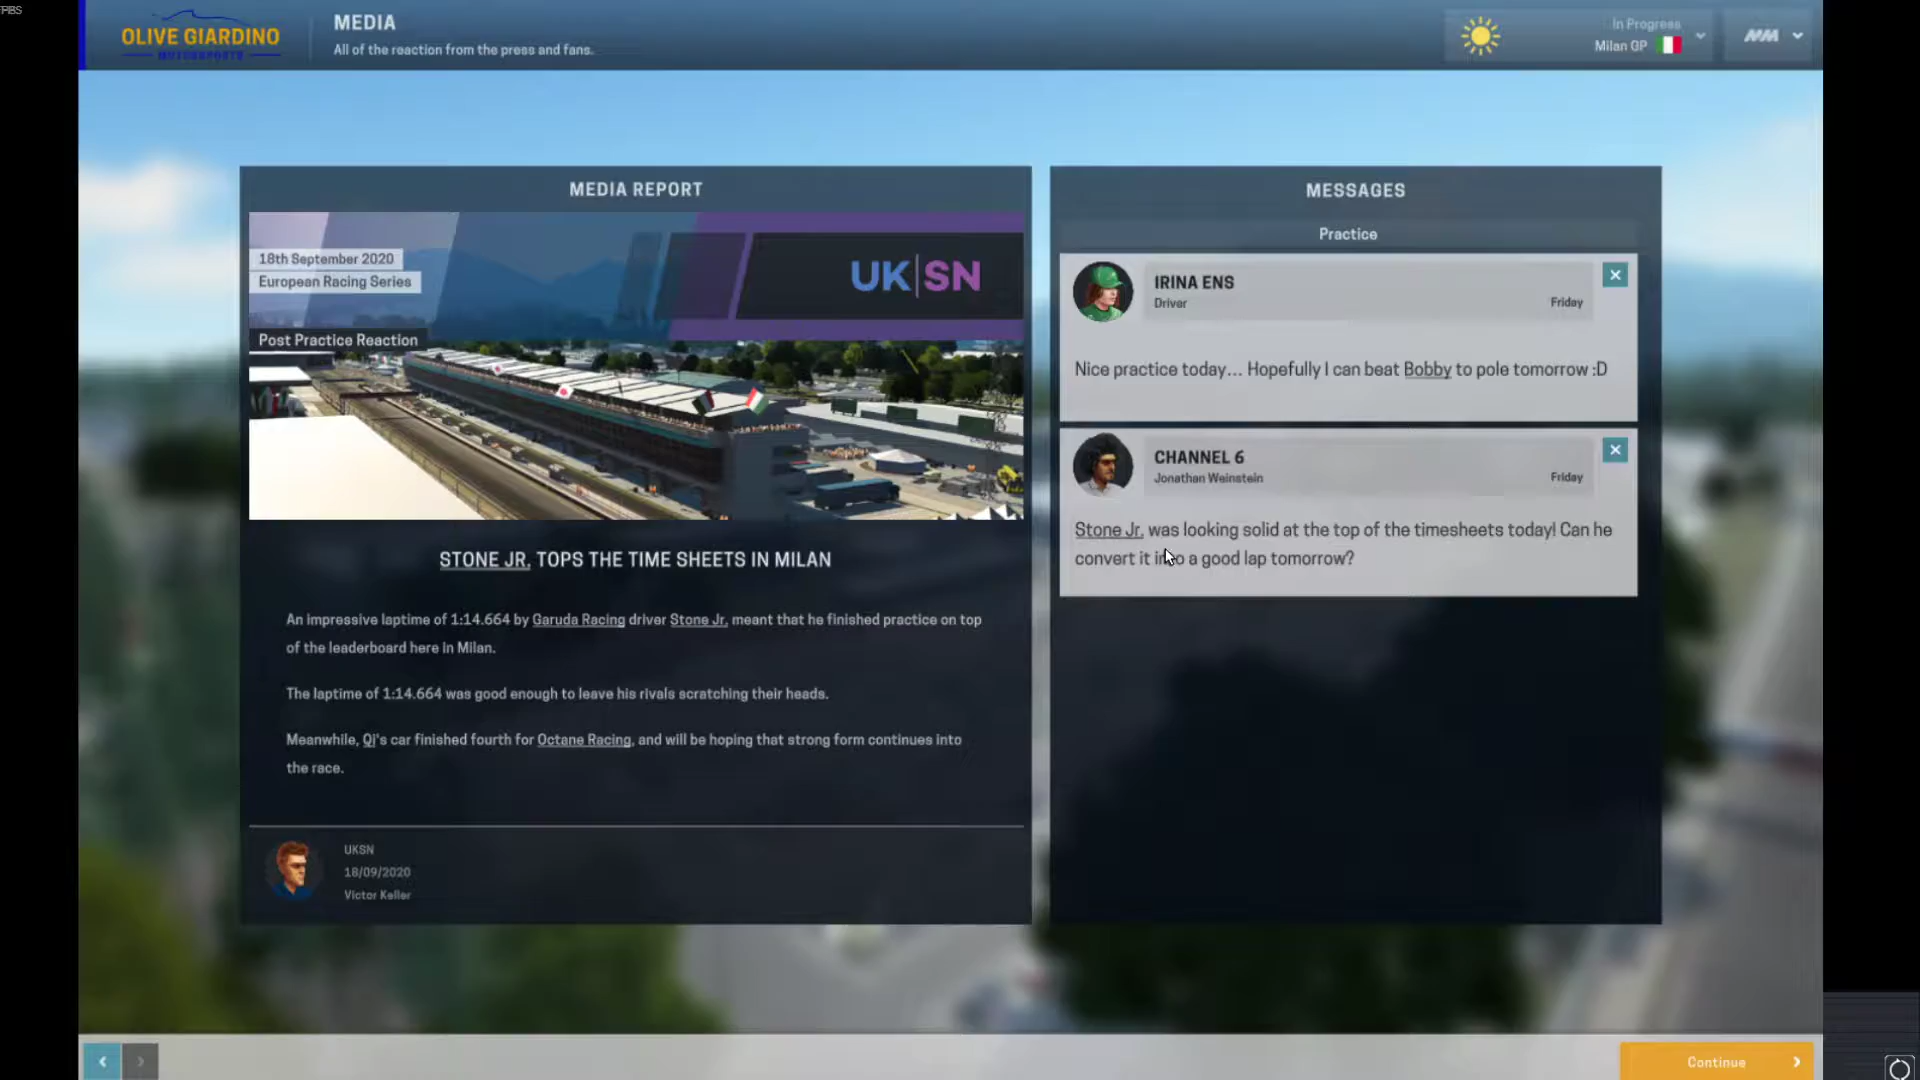 FBS
OLIVE GIARDINO
MOTORSPORTS
MEDIA
All of the reaction from the press and fans.
In Progress
Milan GP
MM
MEDIA REPORT
18th September 2020
European Racing Series
UK|SN
Post Practice Reaction
STONE JR. TOPS THE TIME SHEETS IN MILAN
An impressive laptime of 1:14.664 by Garuda Racing driver Stone Jr. meant that he finished practice on top
of the leaderboard here in Milan.
The laptime of 1:14.664 was good enough to leave his rivals scratching their heads.
Meanwhile, Qi's car finished fourth for Octane Racing, and will be hoping that strong form continues into
the race.
UKSN
18/09/2020
Victor Keller
MESSAGES
Practice
IRINA ENS
Driver
Friday
Nice practice today... Hopefully I can beat Bobby to pole tomorrow :D
CHANNEL 6
Jonathan Weinstein
Friday
Stone Jr. was looking solid at the top of the timesheets today! Can he
convert it into a good lap tomorrow?
Continue